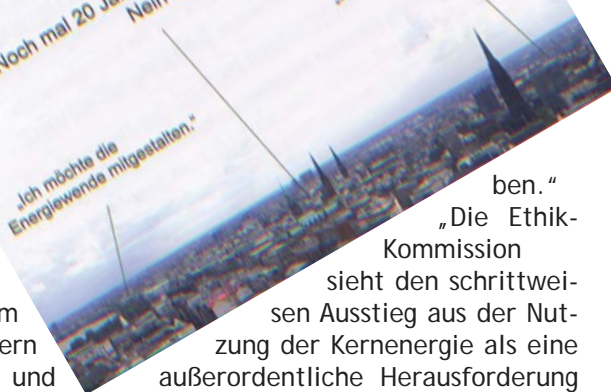 Noch mal 20
Nein
„Ich möchte die
Energiewende mitgestalten.“
ben.“
„Die Ethik-
Kommission
sieht den schrittwei-
sen Ausstieg aus der Nut-
zung der Kernenergie als eine
außerordentliche Herausforderung
m
ern
und